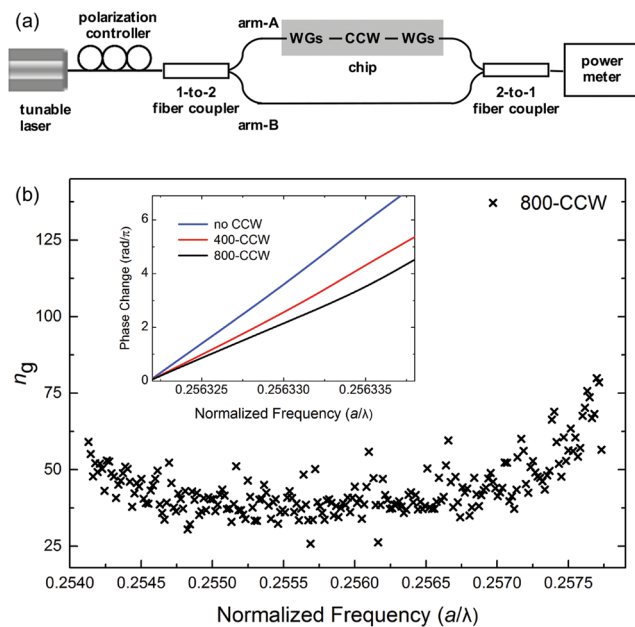 (a)
polarization
controller
arm-A
WGs – CCW – WGs
chip
tunable
laser
1-to-2
fiber coupler
arm-B
2-to-1
fiber coupler
power
meter
(b)
× 800-CCW
no CCW
400-CCW
800-CCW
Phase Change (rad/π)
6
4
2
0
0.256325 0.256330 0.256335
Normalized Frequency (a/λ)
ng
125
100
75
50
25
0.2540 0.2545 0.2550 0.2555 0.2560 0.2565 0.2570 0.2575
Normalized Frequency (a/λ)